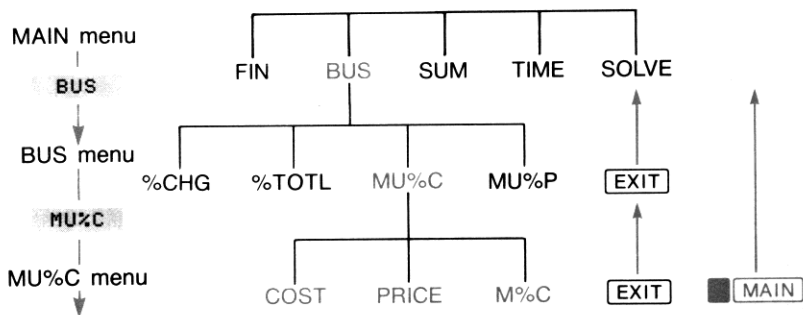 MAIN menu
FIN BUS SUM TIME SOLVE
BUS
BUS menu
%CHG %TOTL MU%C MU%P EXIT
MU%C
MU%C menu
COST PRICE M%C EXIT MAIN